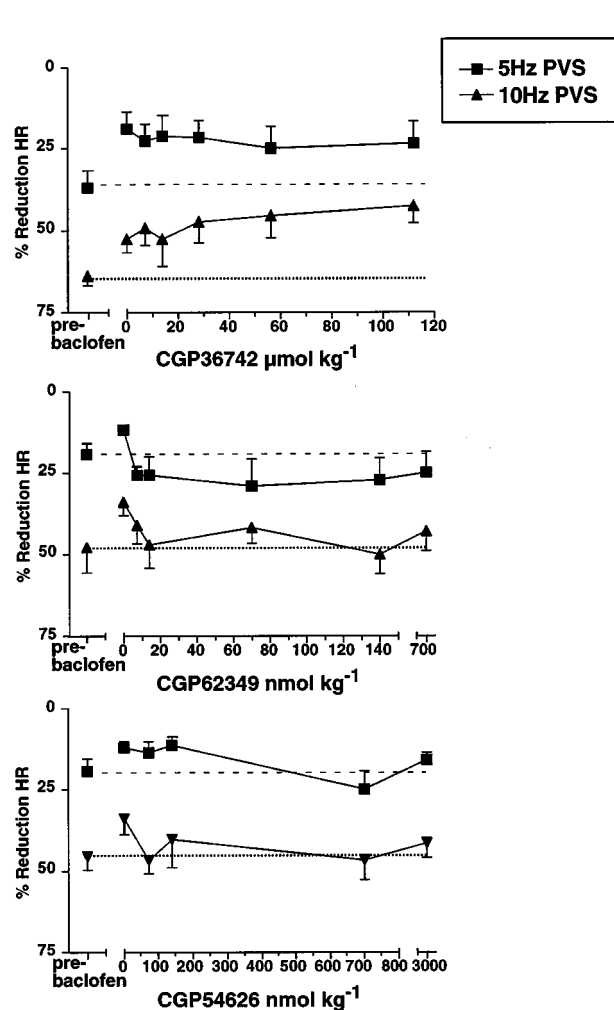 5Hz PVS
10Hz PVS
0
25
50
75
% Reduction HR
pre-
baclofen
0 20 40 60 80 100 120
CGP36742 µmol kg-1
0
25
50
75
% Reduction HR
pre-
baclofen
0 20 40 60 80 100 120 140 700
CGP62349 nmol kg-1
0
25
50
75
% Reduction HR
pre-
baclofen
0 100 200 300 400 500 600 700 800 3000
CGP54626 nmol kg-1